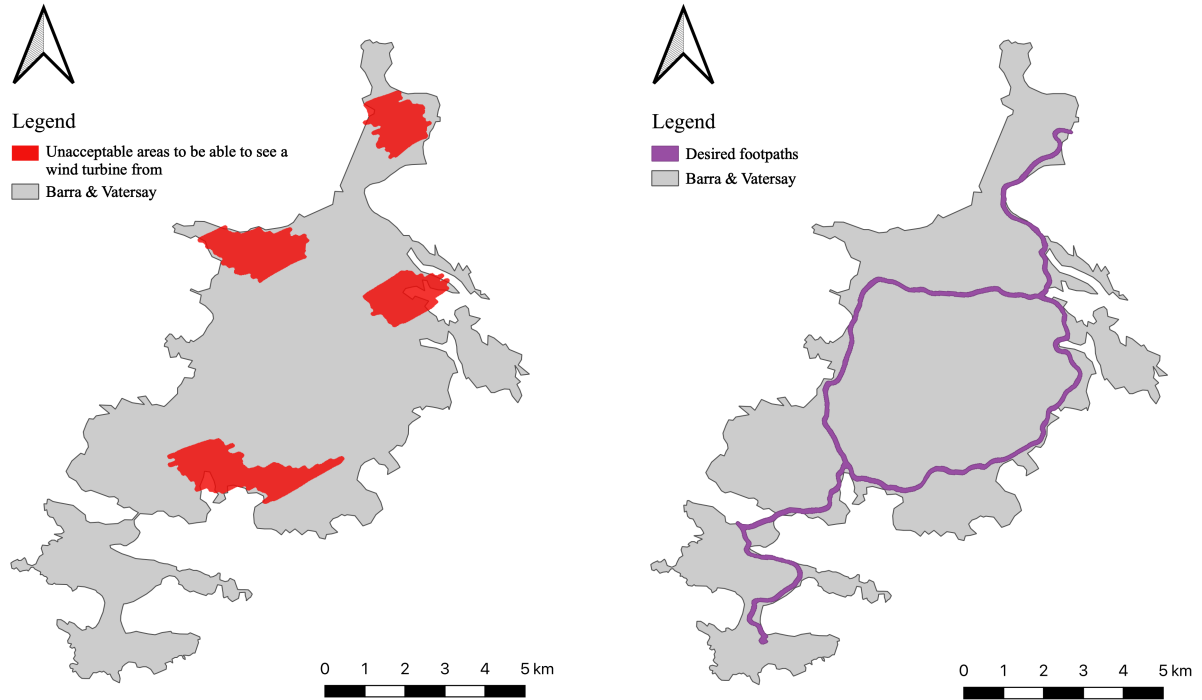 Legend
Unacceptable areas to be able to see a
wind turbine from
Barra & Vatersay
0 1 2 3 4 5 km
Legend
Desired footpaths
Barra & Vatersay
0 1 2 3 4 5 km